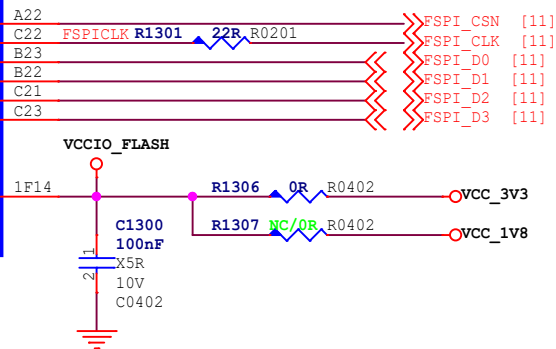 A22 FSPI_CSN [11]
C22 FSPICLK R1301 22R R0201 FSPI_CLK [11]
B23 FSPI_D0 [11]
B22 FSPI_D1 [11]
C21 FSPI_D2 [11]
C23 FSPI_D3 [11]
VCCIO_FLASH
1F14 R1306 0R R0402 VCC_3V3
R1307 NC/0R R0402 VCC_1V8
C1300
100nF
1 X5R
2 10V
C0402